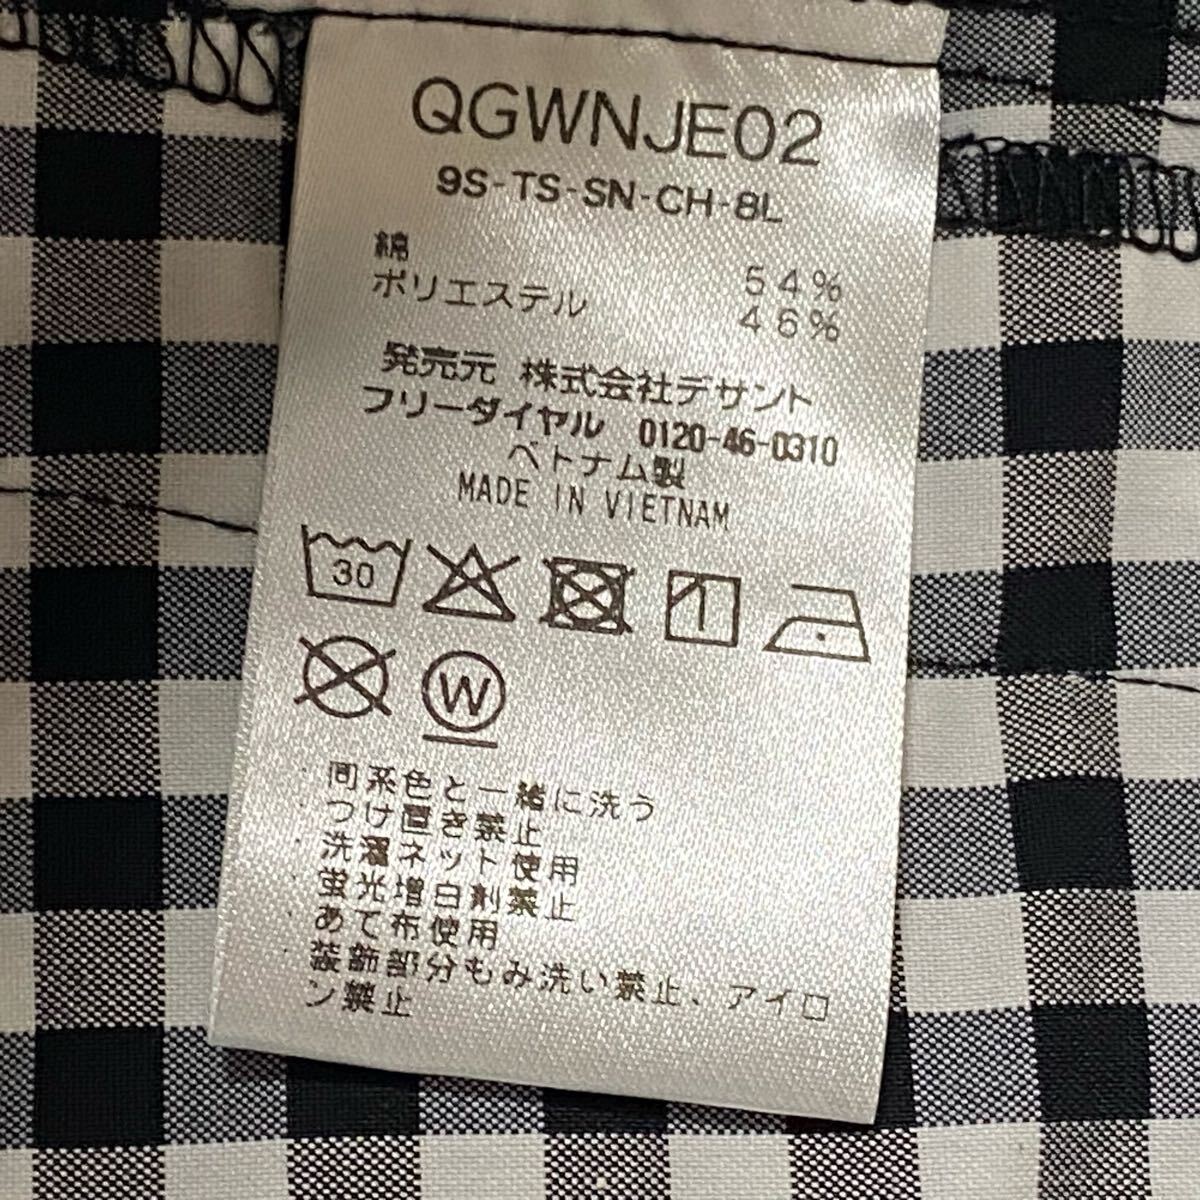 QGWNJE02
9S-TS-SN-CH-8L
綿 54%
ポリエステル 46%
発売元 株式会社デサント
フリーダイヤル 0120-46-0310
ベトナム製
MADE IN VIETNAM
30
W
・同系色と一緒に洗う
・つけ置き禁止
・洗濯ネット使用
・蛍光増白剤禁止
・あて布使用
・装飾部分もみ洗い禁止、アイロ
ン禁止